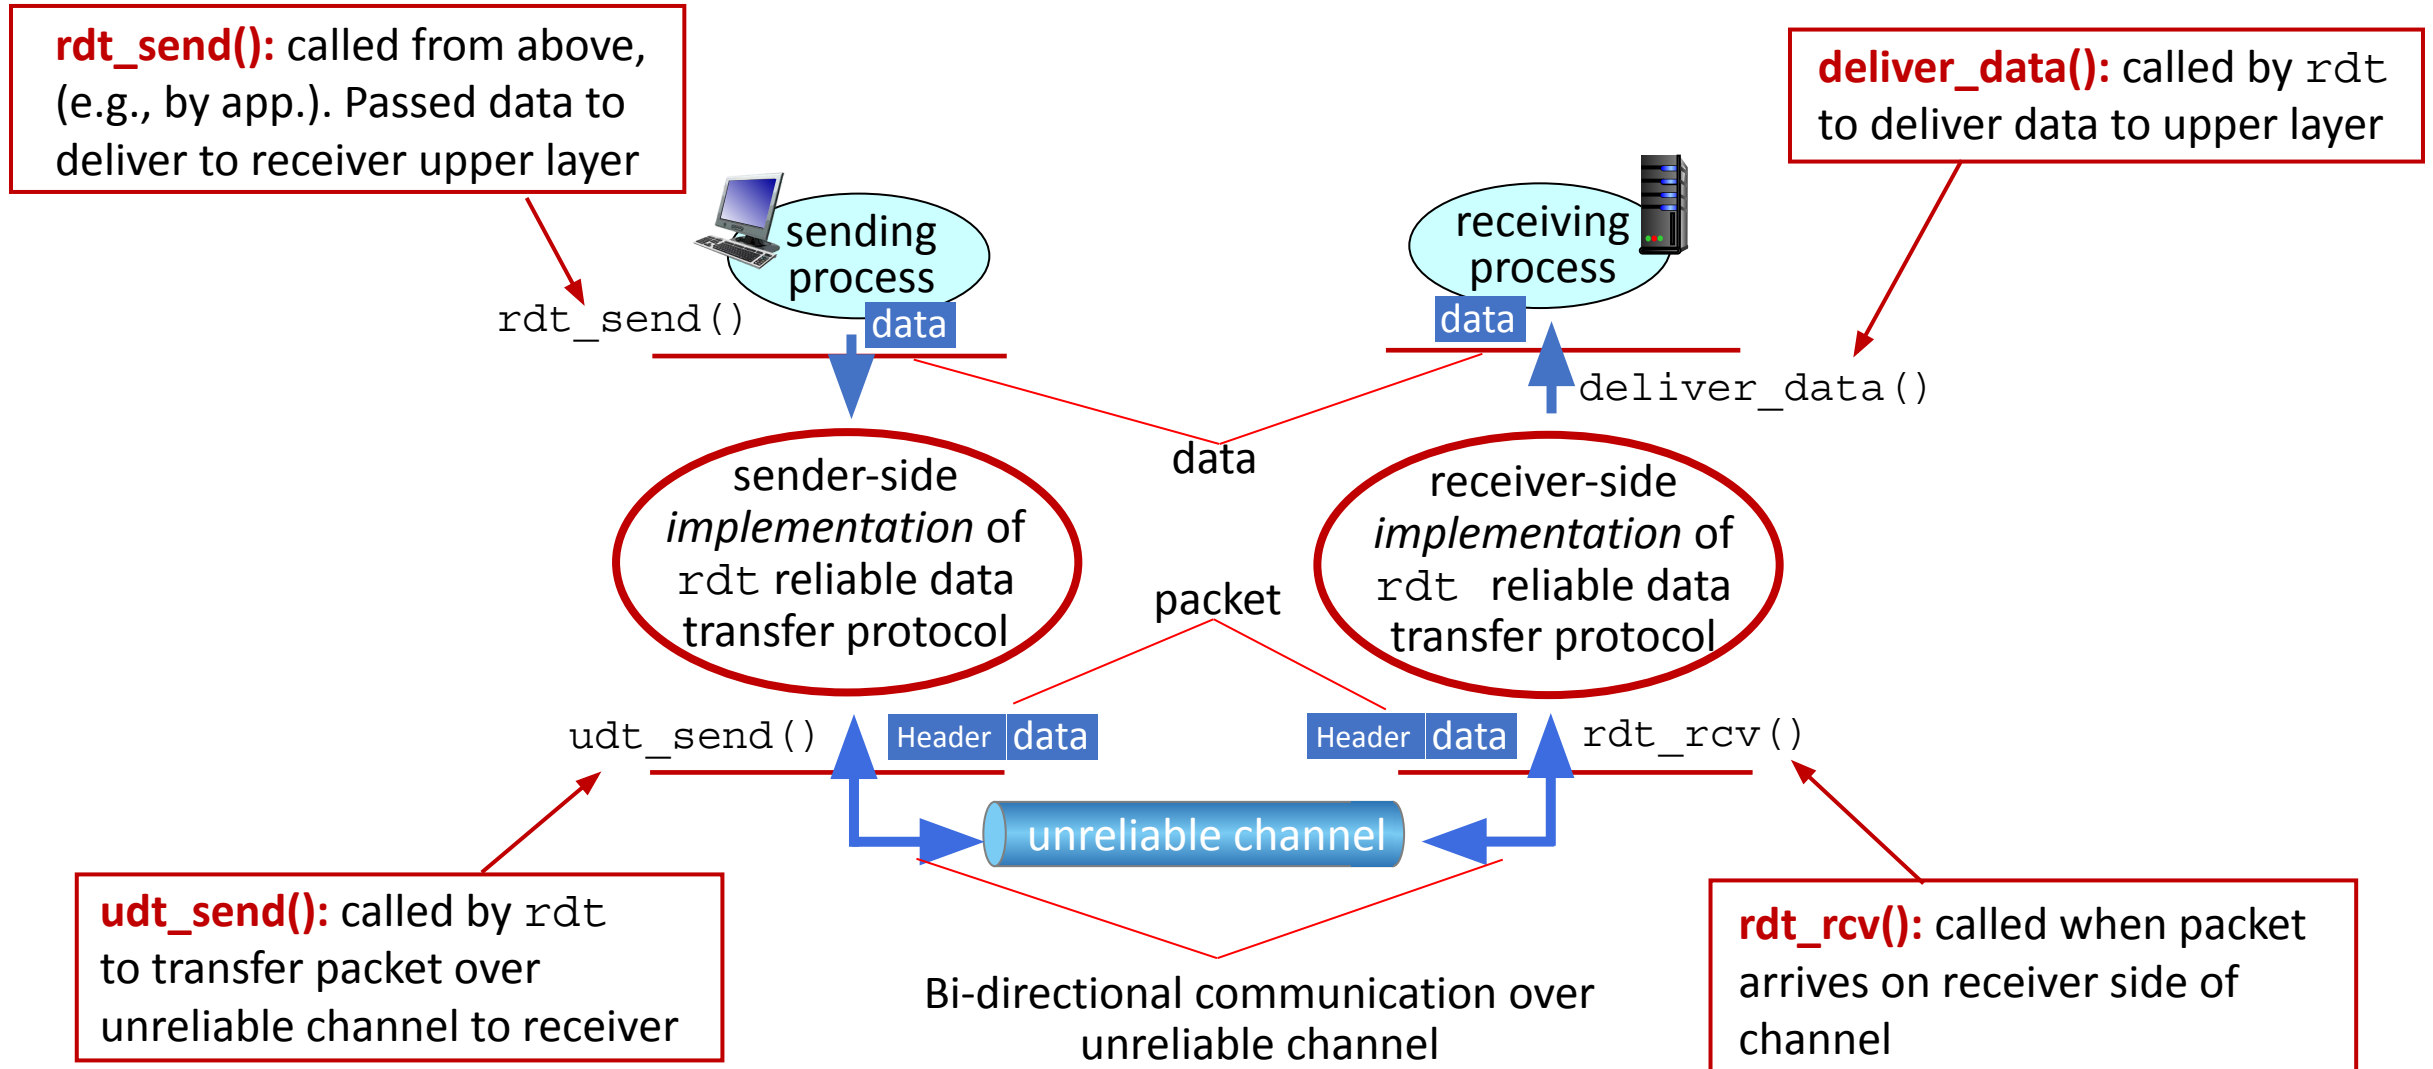 rdt_send(): called from above,
(e.g., by app.). Passed data to
deliver to receiver upper layer
deliver_data(): called by rdt
to deliver data to upper layer
sending
process
receiving
process
rdt_send()
data
data
deliver_data()
data
sender-side
implementation of
rdt reliable data
transfer protocol
receiver-side
implementation of
rdt reliable data
transfer protocol
packet
udt_send()
Header data
Header data
rdt_rcv()
unreliable channel
udt_send(): called by rdt
to transfer packet over
unreliable channel to receiver
Bi-directional communication over
unreliable channel
rdt_rcv(): called when packet
arrives on receiver side of
channel